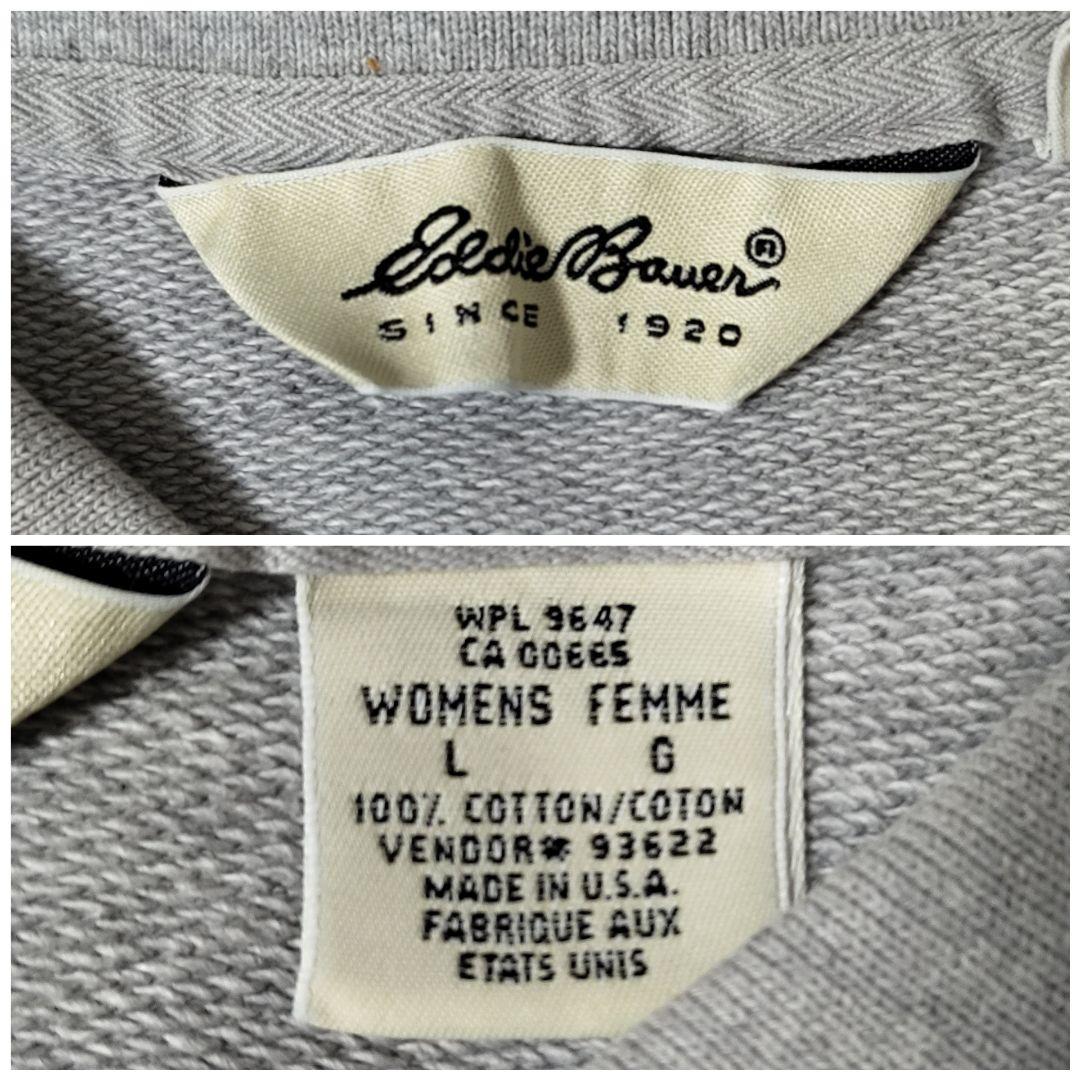 Eddie Bauer®
SINCE 1920
WPL 9647
CA 00665
WOMENS FEMME
L G
100% COTTON/COTON
VENDOR# 93622
MADE IN U.S.A.
FABRIQUE AUX
ETATS UNIS